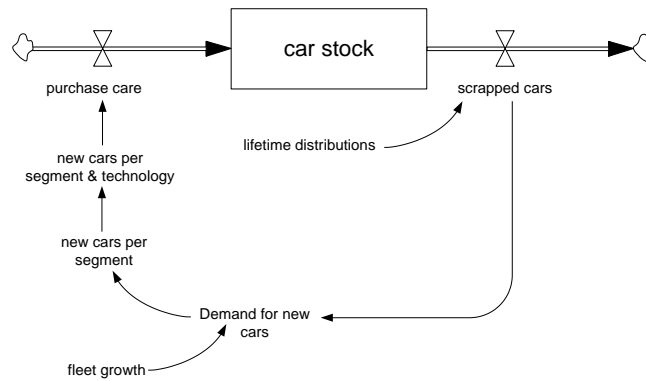 car stock
purchase care
scrapped cars
lifetime distributions
new cars per
segment & technology
new cars per
segment
Demand for new
cars
fleet growth